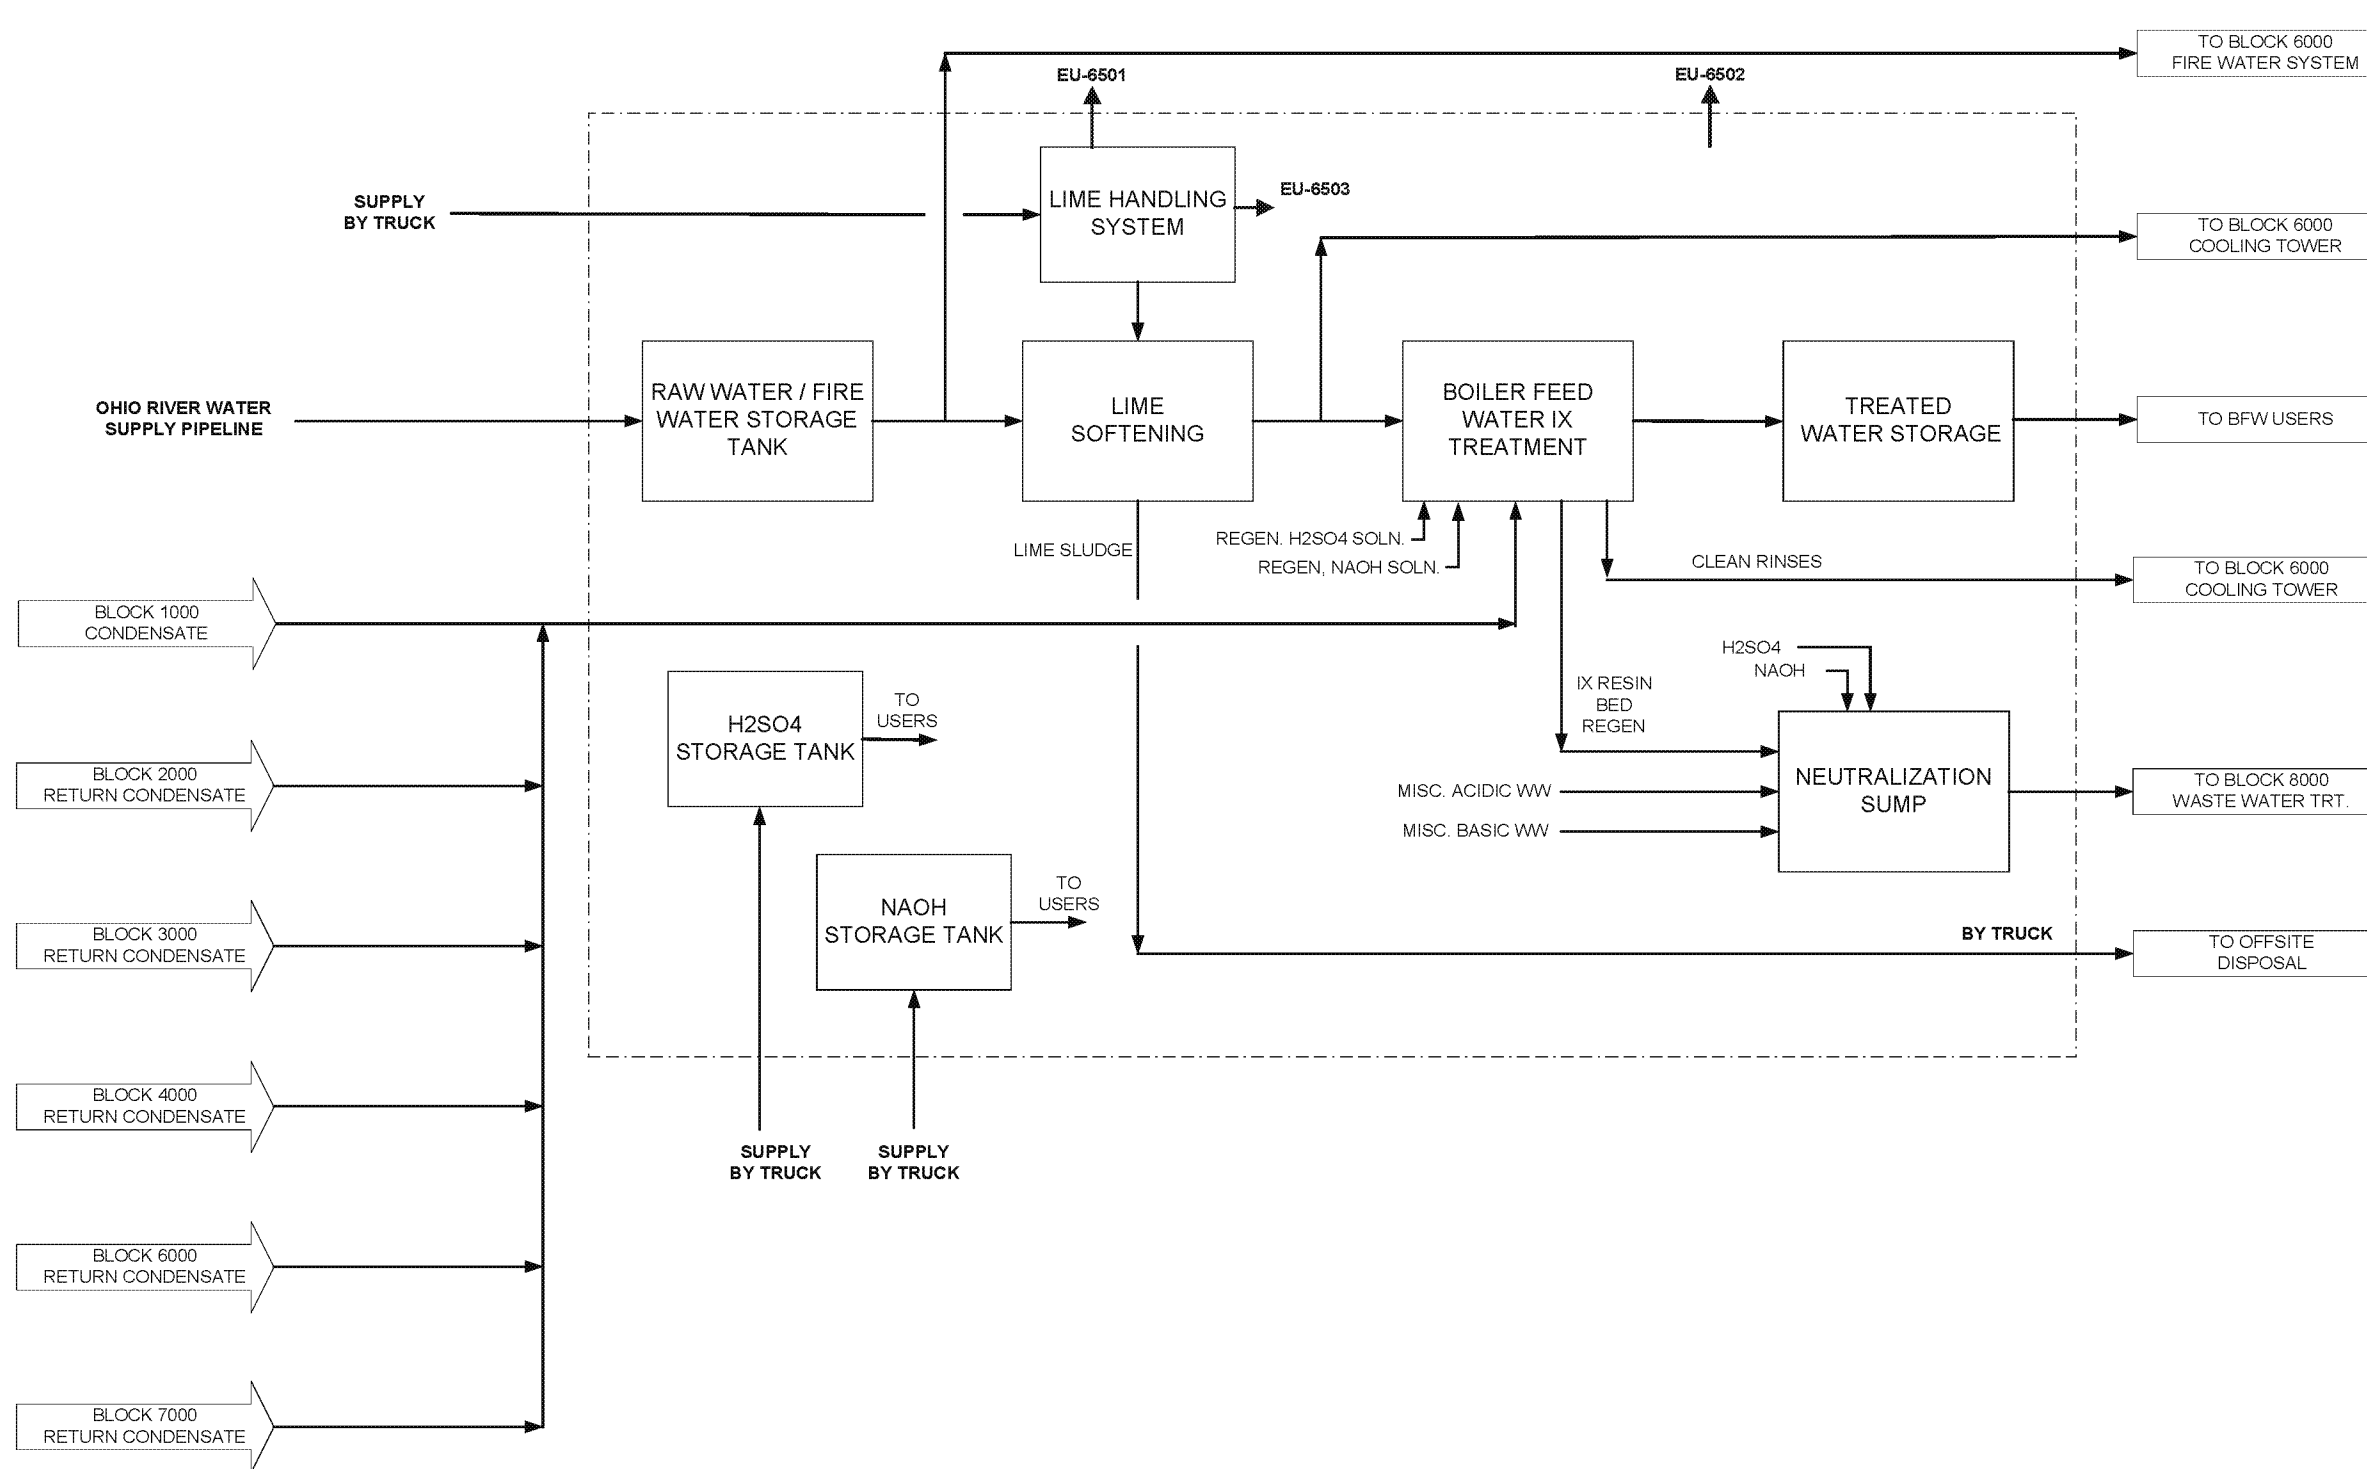 TO BLOCK 6000
FIRE WATER SYSTEM
EU-6501
EU-6502
SUPPLY
BY TRUCK
LIME HANDLING
SYSTEM
EU-6503
TO BLOCK 6000
COOLING TOWER
OHIO RIVER WATER
SUPPLY PIPELINE
RAW WATER / FIRE
WATER STORAGE
TANK
LIME
SOFTENING
BOILER FEED
WATER IX
TREATMENT
TREATED
WATER STORAGE
TO BFW USERS
LIME SLUDGE
REGEN. H2SO4 SOLN.
REGEN, NAOH SOLN.
CLEAN RINSES
TO BLOCK 6000
COOLING TOWER
BLOCK 1000
CONDENSATE
H2SO4
NAOH
IX RESIN
BED
REGEN
H2SO4
STORAGE TANK
TO
USERS
BLOCK 2000
RETURN CONDENSATE
MISC. ACIDIC WW
MISC. BASIC WW
NEUTRALIZATION
SUMP
TO BLOCK 8000
WASTE WATER TRT.
NAOH
STORAGE TANK
TO
USERS
BLOCK 3000
RETURN CONDENSATE
BY TRUCK
TO OFFSITE
DISPOSAL
BLOCK 4000
RETURN CONDENSATE
SUPPLY
BY TRUCK
SUPPLY
BY TRUCK
BLOCK 6000
RETURN CONDENSATE
BLOCK 7000
RETURN CONDENSATE